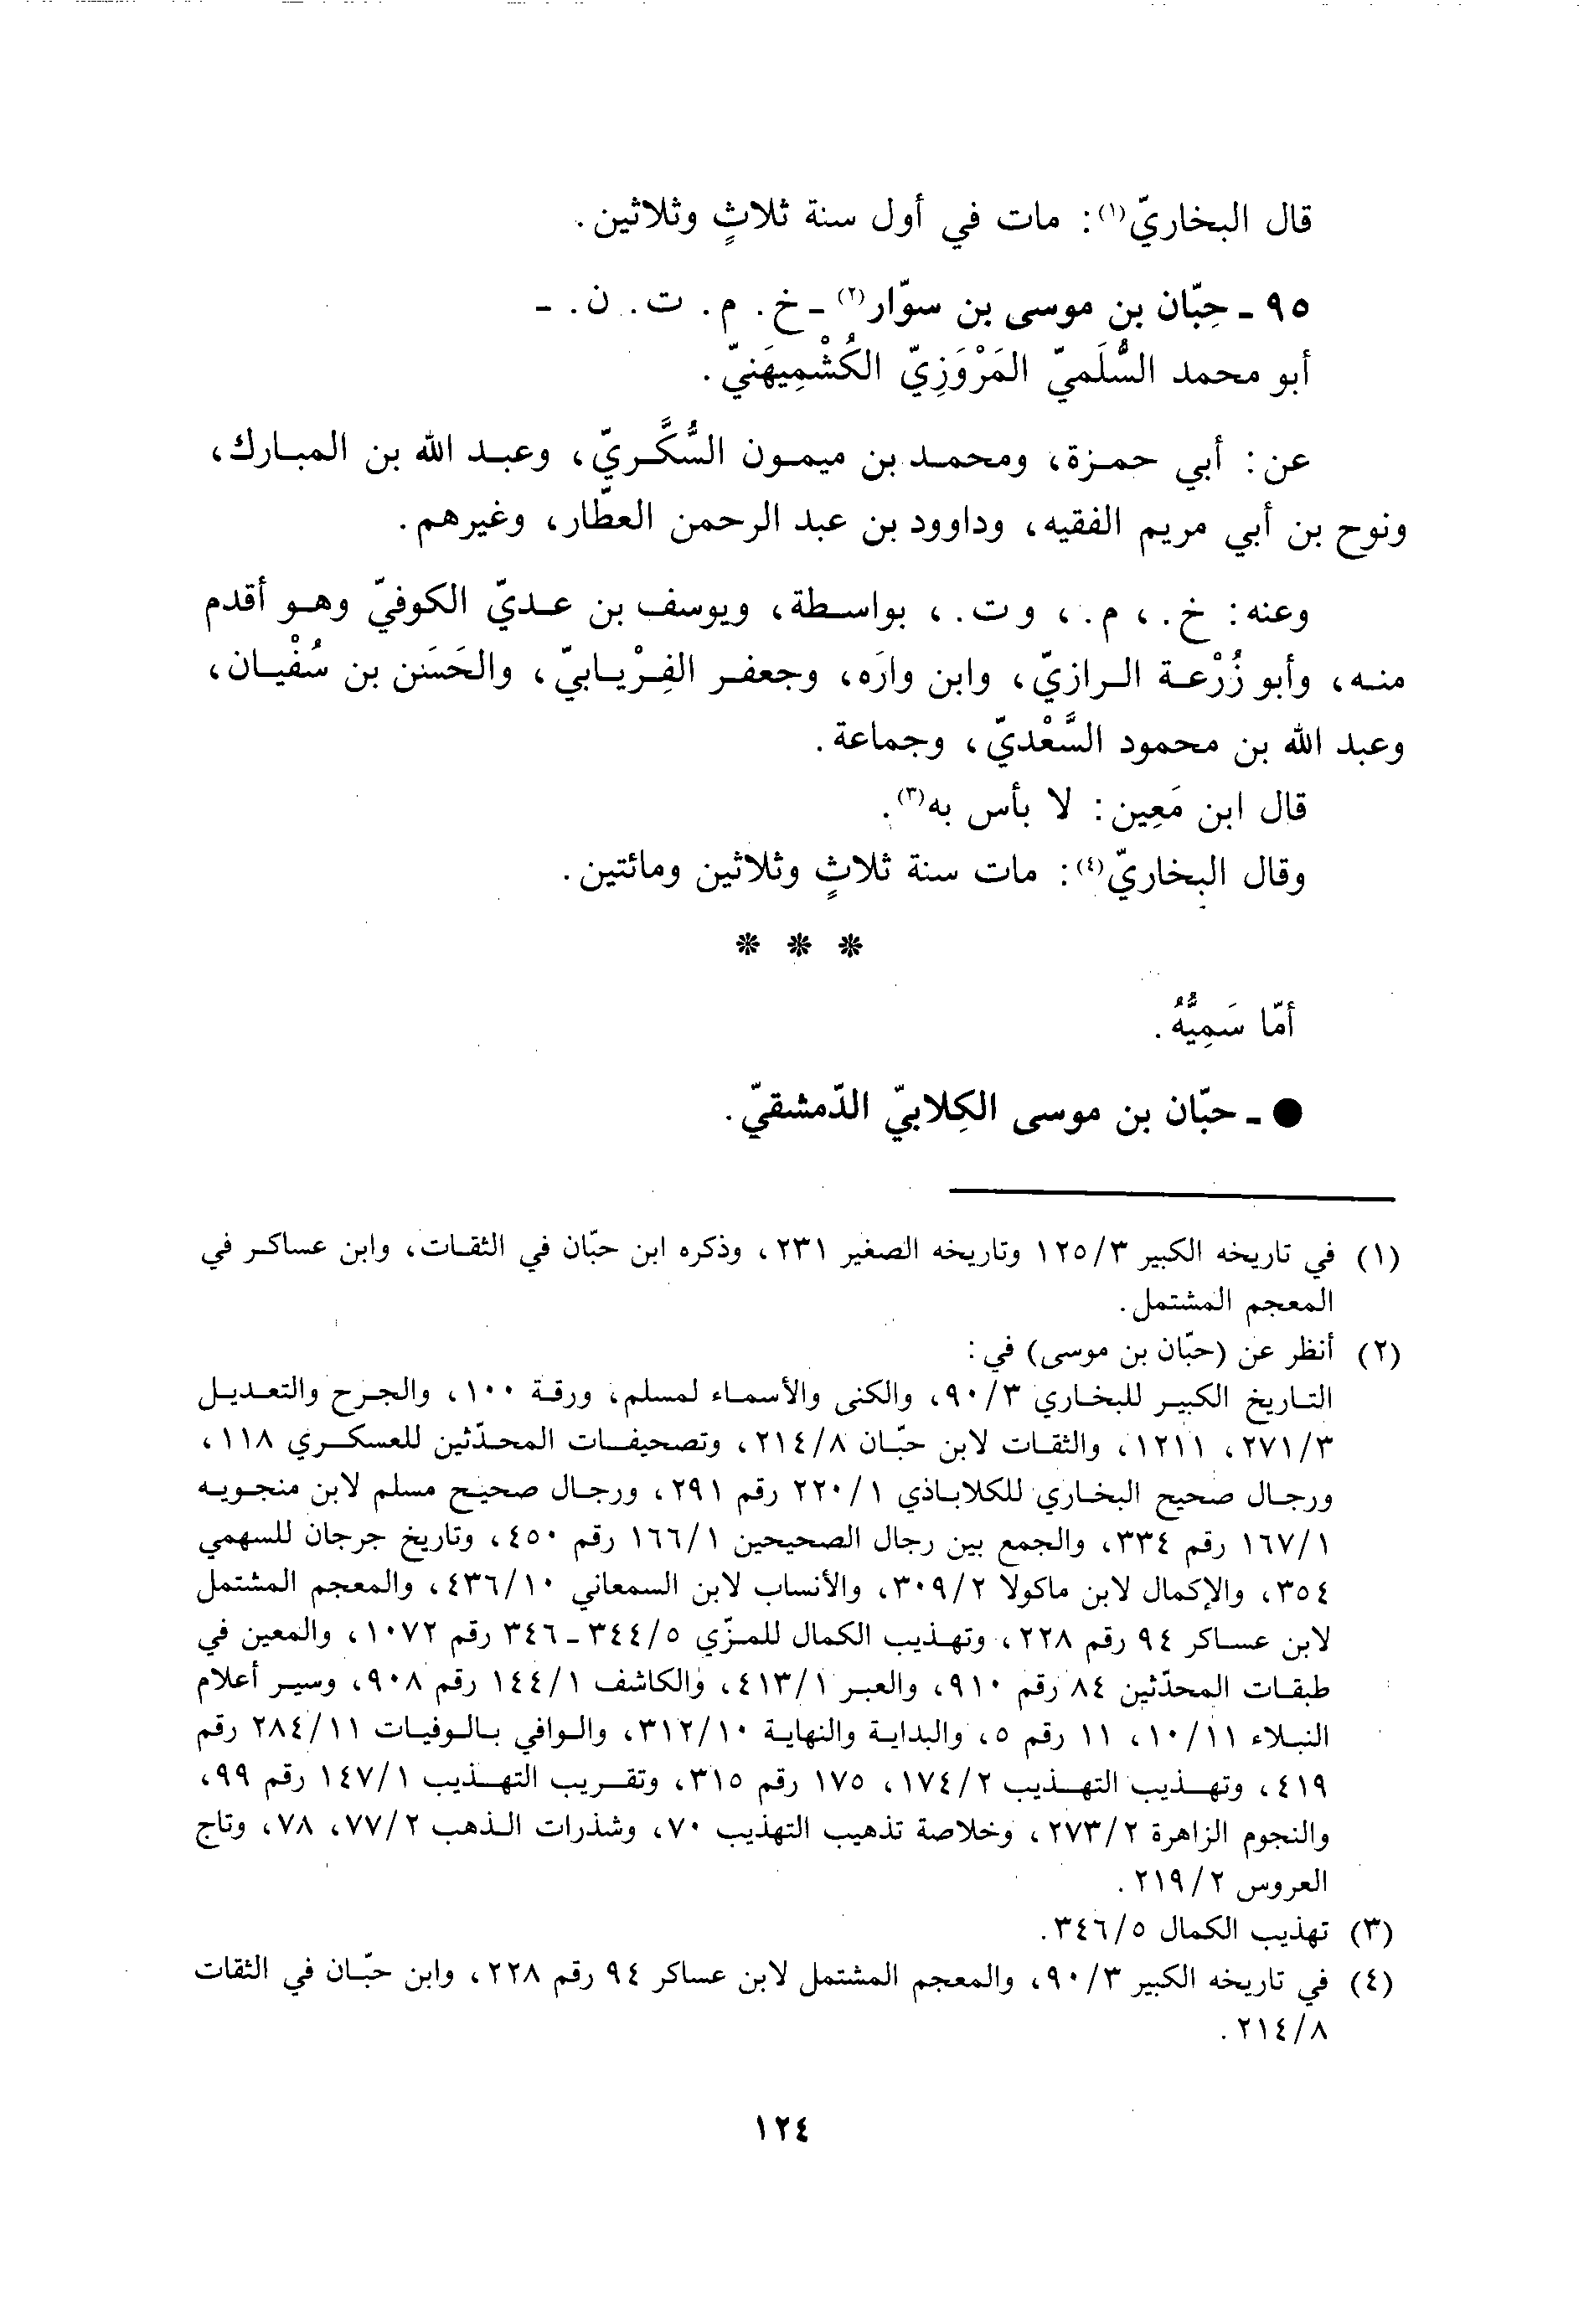 قال البخاريّ(١): مات في أول سنة ثلاثٍ وثلاثين.
٩٥ ـ حِبّان بن موسى بن سوّار(٢) ـ خ. م. ت. ن. ـ
أبو محمد السُّلَميّ المَرْوَزِيّ الكُشْمِيهَنيّ.
عن: أبي حمزة، ومحمد بن ميمون السُّكَّريّ، وعبد الله بن المبارك،
ونوح بن أبي مريم الفقيه، وداوود بن عبد الرحمن العطّار، وغيرهم.
وعنه: خ.، م.، و ت.، بواسطة، ويوسف بن عديّ الكوفيّ وهو أقدم
منه، وأبو زُرْعة الرازيّ، وابن وارَه، وجعفر الفِرْيابيّ، والحَسَن بن سُفْيان،
وعبد الله بن محمود السَّعْديّ، وجماعة.
قال ابن مَعِين: لا بأس به(٣).
وقال البخاريّ(٤): مات سنة ثلاثٍ وثلاثين ومائتين.
* * *
أمّا سَمِيُّهُ.
● ـ حبّان بن موسى الكِلابيّ الدّمشقيّ.
(١) في تاريخه الكبير ٣/١٢٥ وتاريخه الصغير ٢٣١، وذكره ابن حبّان في الثقات، وابن عساكر في
المعجم المشتمل.
(٢) أنظر عن (حبّان بن موسى) في:
التاريخ الكبير للبخاري ٣/٩٠، والكنى والأسماء لمسلم، ورقة ١٠٠، والجرح والتعديل
٣/٢٧١، ١٢١١، والثقات لابن حبّان ٨/٢١٤، وتصحيفات المحدّثين للعسكري ١١٨،
ورجال صحيح البخاري للكلاباذي ١/٢٢٠ رقم ٢٩١، ورجال صحيح مسلم لابن منجويه
١/١٦٧ رقم ٣٣٤، والجمع بين رجال الصحيحين ١/١٦٦ رقم ٤٥٠، وتاريخ جرجان للسهمي
٣٥٤، والإكمال لابن ماكولا ٢/٣٠٩، والأنساب لابن السمعاني ١٠/٤٣٦، والمعجم المشتمل
لابن عساكر ٩٤ رقم ٢٢٨، وتهذيب الكمال للمزّي ٥/٣٤٤ ـ ٣٤٦ رقم ١٠٧٢، والمعين في
طبقات المحدّثين ٨٤ رقم ٩١٠، والعبر ١/٤١٣، والكاشف ١/١٤٤ رقم ٩٠٨، وسير أعلام
النبلاء ١١/١٠، ١١ رقم ٥، والبداية والنهاية ١٠/٣١٢، والوافي بالوفيات ١١/٢٨٤ رقم
٤١٩، وتهذيب التهذيب ٢/١٧٤، ١٧٥ رقم ٣١٥، وتقريب التهذيب ١/١٤٧ رقم ٩٩،
والنجوم الزاهرة ٢/٢٧٣، وخلاصة تذهيب التهذيب ٧٠، وشذرات الذهب ٢/٧٧، ٧٨، وتاج
العروس ٢/٢١٩.
(٣) تهذيب الكمال ٥/٣٤٦.
(٤) في تاريخه الكبير ٣/٩٠، والمعجم المشتمل لابن عساكر ٩٤ رقم ٢٢٨، وابن حبّان في الثقات
٨/٢١٤.
١٢٤